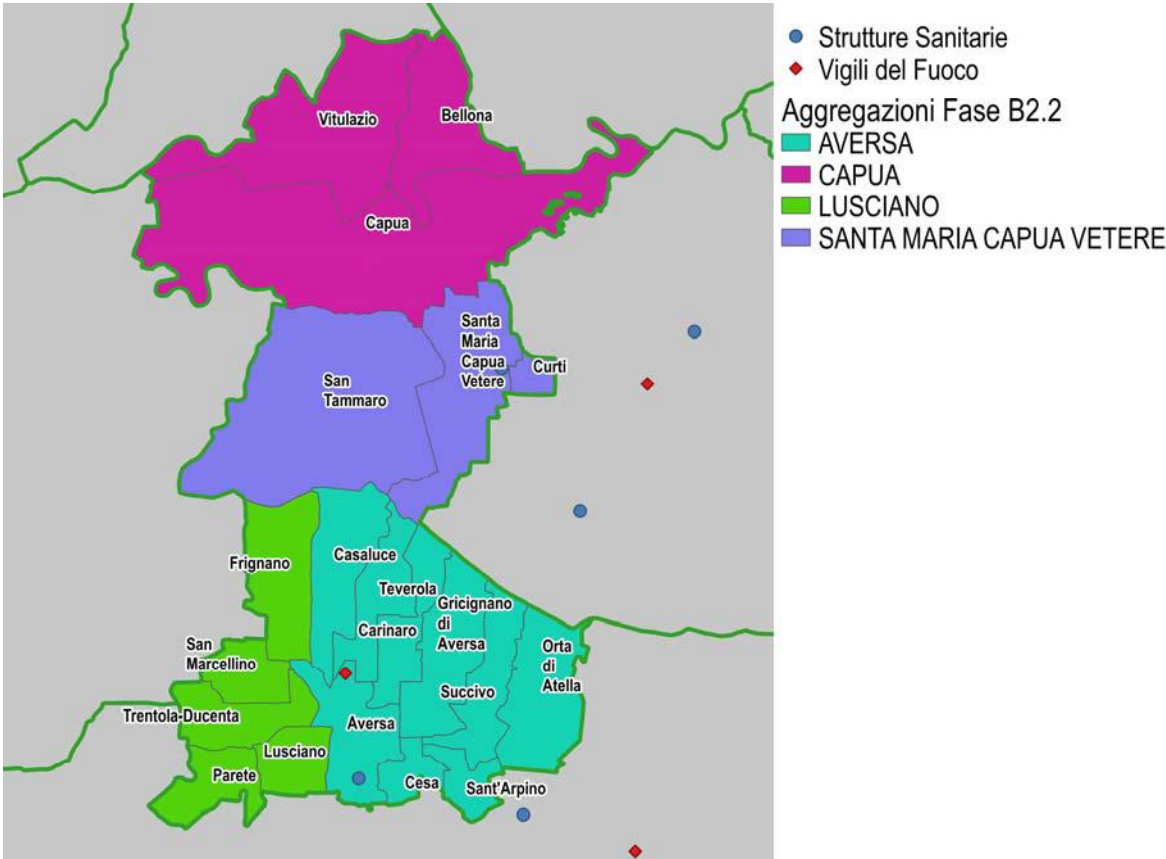 Strutture Sanitarie
Vigili del Fuoco
Aggregazioni Fase B2.2
AVERSA
CAPUA
LUSCIANO
SANTA MARIA CAPUA VETERE
Vitulazio
Bellona
Capua
Santa
Maria
Capua
Vetere
Curti
San
Tammaro
Frignano
Casaluce
Teverola
Gricignano
di
Aversa
Carinaro
San
Marcellino
Orta
di
Atella
Succivo
Trentola-Ducenta
Aversa
Lusciano
Parete
Cesa
Sant'Arpino